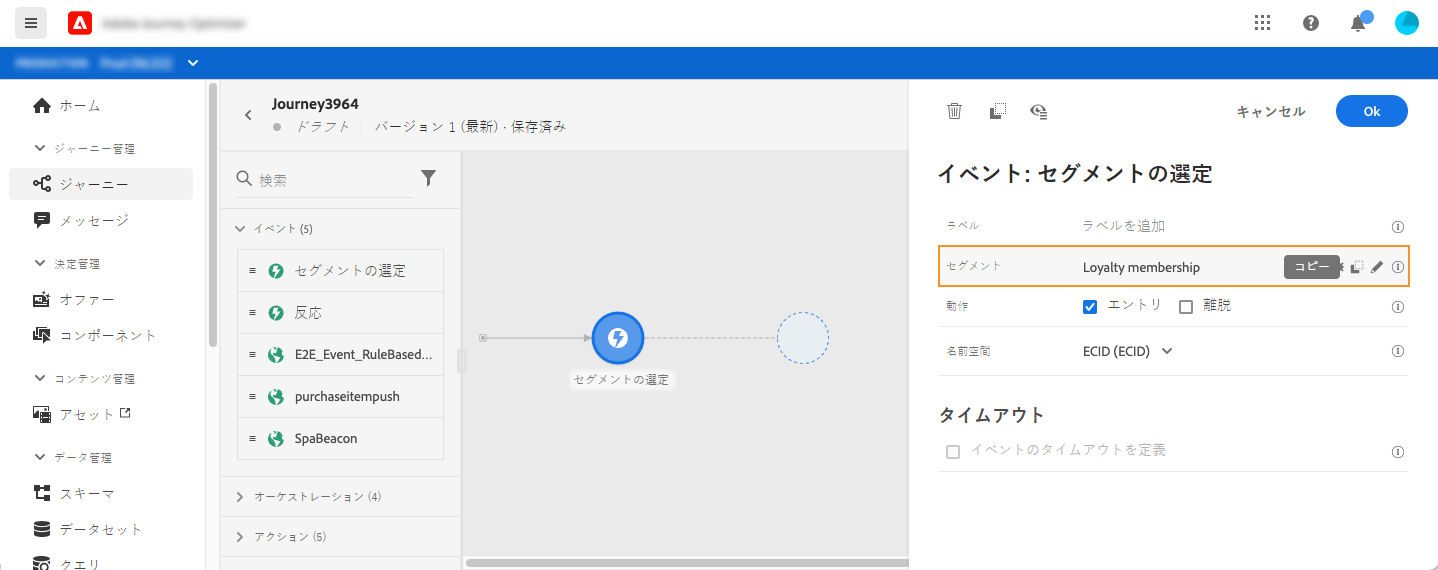 ホーム
ジャーニー管理
ジャーニー
メッセージ
決定管理
オファー
コンポーネント
コンテンツ管理
アセット
データ管理
スキーマ
データセット
クエリ
Journey3964
ドラフト バージョン 1 (最新) · 保存済み
検索
イベント (5)
セグメントの選定
反応
E2E_Event_RuleBased...
purchaseitempush
SpaBeacon
オーケストレーション (4)
アクション (5)
セグメントの選定
キャンセル Ok
イベント: セグメントの選定
ラベル ラベルを追加
セグメント Loyalty membership コピー
動作 エントリ 離脱
名前空間 ECID (ECID)
タイムアウト
イベントのタイムアウトを定義